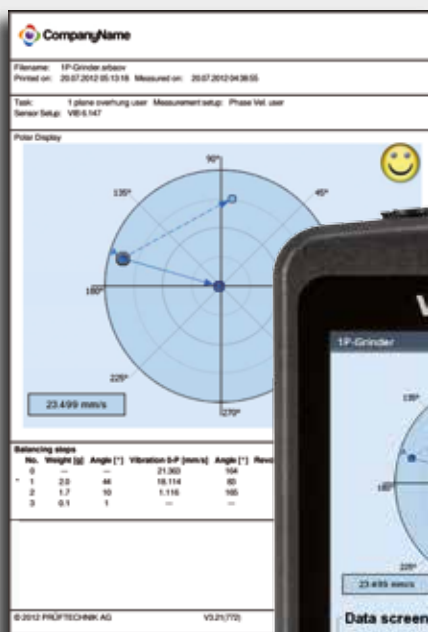 CompanyName
Filename: 1P-Grinder.srbaov
Printed on: 20.07.2012 05:13:18 Measured on: 20.07.2012 04:38:55
Task: 1 plane overhung user Measurement setup: Phase Vel. user
Sensor Setup: VIB 6.147
Polar Display
90°
135° 45°
180°
225°
270°
23.499 mm/s
Balancing steps
No. Weight [g] Angle [°] Vibration 0-P [mm/s] Angle [°] Revo
0 --- --- 21.363 164
* 1 2.0 44 18.114 83
2 1.7 10 1.116 165
3 0.1 1 --- ---
© 2012 PRÜFTECHNIK AG V3.21(772)
V
1P-Grinder
135°
180°
225°
23.499 mm/s
Data screen